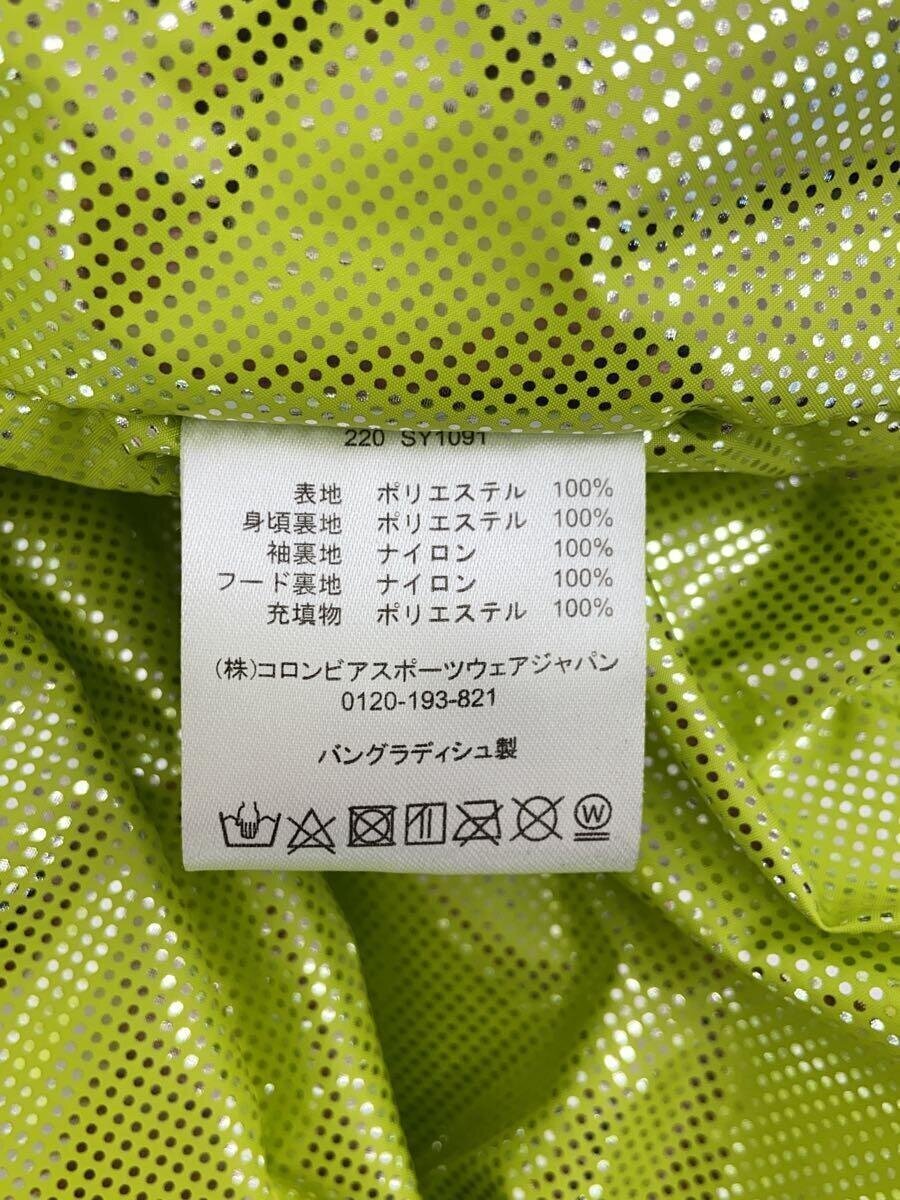 220 SY1091
表地 ポリエステル 100%
身頃裏地 ポリエステル 100%
袖裏地 ナイロン 100%
フード裏地 ナイロン 100%
充填物 ポリエステル 100%
(株)コロンビアスポーツウェアジャパン
0120-193-821
バングラディシュ製
W